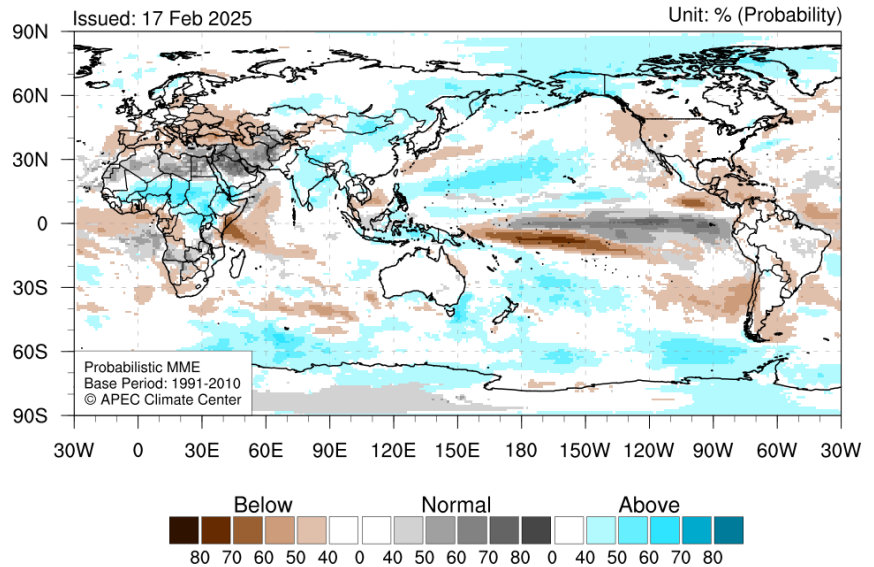 Issued: 17 Feb 2025
Unit: % (Probability)
90N
60N
30N
0
30S
60S
90S
Probabilistic MME
Base Period: 1991-2010
© APEC Climate Center
30W 0 30E 60E 90E 120E 150E 180 150W 120W 90W 60W 30W
Below Normal Above
80 70 60 50 40 0 40 50 60 70 80 0 40 50 60 70 80